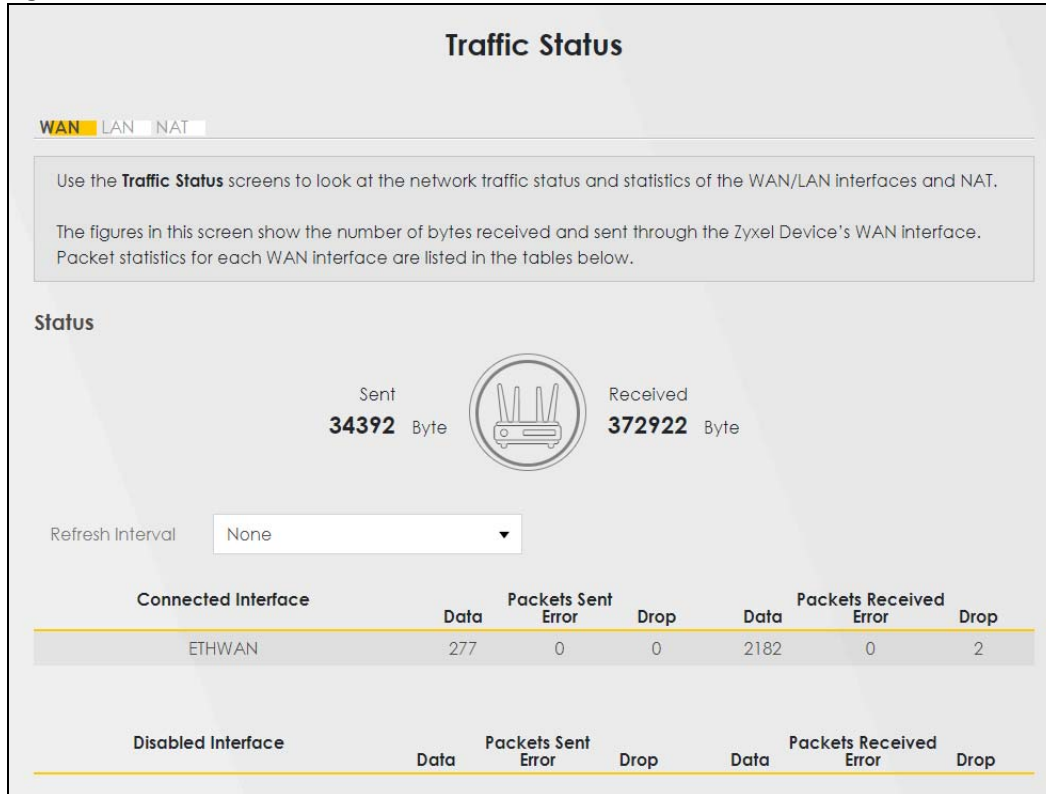 Traffic Status
WAN LAN NAT
Use the Traffic Status screens to look at the network traffic status and statistics of the WAN/LAN interfaces and NAT.
The figures in this screen show the number of bytes received and sent through the Zyxel Device's WAN interface.
Packet statistics for each WAN interface are listed in the tables below.
Status
Sent Received
34392 Byte 372922 Byte
Refresh Interval None
Connected Interface Packets Sent Packets Received
Data Error Drop Data Error Drop
ETHWAN 277 0 0 2182 0 2
Disabled Interface Packets Sent Packets Received
Data Error Drop Data Error Drop